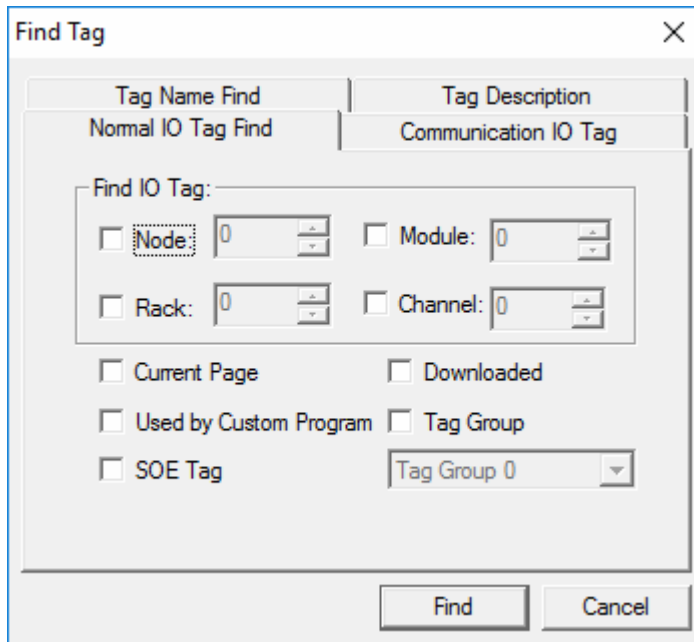 Find Tag
Tag Name Find Tag Description
Normal IO Tag Find Communication IO Tag
Find IO Tag:
Node: 0 Module: 0
Rack: 0 Channel: 0
Current Page Downloaded
Used by Custom Program Tag Group
SOE Tag Tag Group 0
Find Cancel